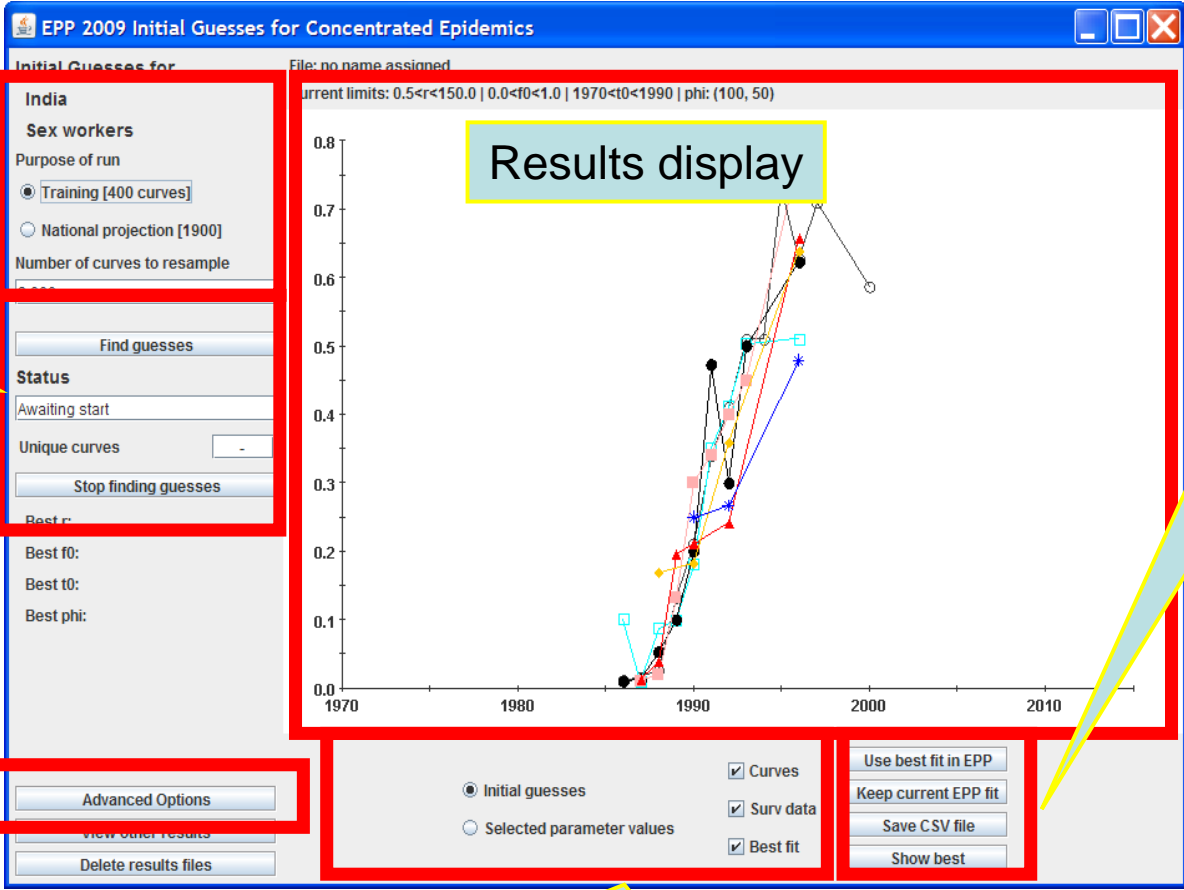 EPP 2009 Initial Guesses for Concentrated Epidemics
Initial Guesses for
India
Sex workers
Purpose of run
Training [400 curves]
National projection [1900]
Number of curves to resample
Find guesses
Status
Awaiting start
Unique curves -
Stop finding guesses
Best r:
Best f0:
Best t0:
Best phi:
Advanced Options
View other results
Delete results files
File: no name assigned
Current limits: 0.5<r<150.0 | 0.0<f0<1.0 | 1970<t0<1990 | phi: (100, 50)
Results display
0.8
0.7
0.6
0.5
0.4
0.3
0.2
0.1
0.0
1970 1980 1990 2000 2010
Initial guesses
Selected parameter values
Curves
Surv data
Best fit
Use best fit in EPP
Keep current EPP fit
Save CSV file
Show best